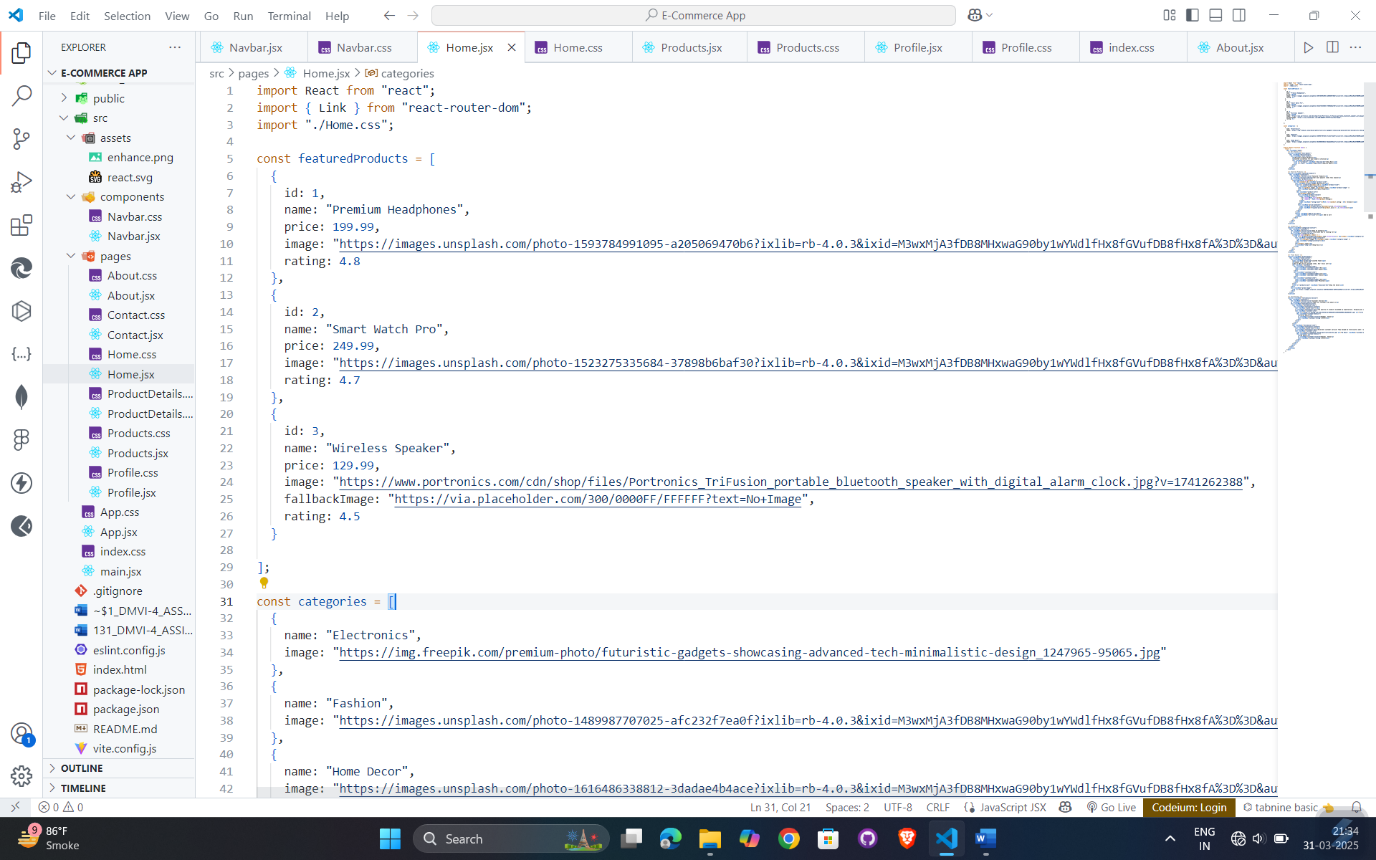 File Edit Selection View Go Run Terminal Help
E-Commerce App
EXPLORER
E-COMMERCE APP
public
src
assets
enhance.png
react.svg
components
Navbar.css
Navbar.jsx
pages
About.css
About.jsx
Contact.css
Contact.jsx
Home.css
Home.jsx
ProductDetails....
ProductDetails....
Products.css
Products.jsx
Profile.css
Profile.jsx
App.css
App.jsx
index.css
main.jsx
.gitignore
~$1_DMVI-4_ASS...
131_DMVI-4_ASSI...
eslint.config.js
index.html
package-lock.json
package.json
README.md
vite.config.js
OUTLINE
TIMELINE
Navbar.jsx Navbar.css Home.jsx Home.css Products.jsx Products.css Profile.jsx Profile.css index.css About.jsx
src > pages > Home.jsx > categories
1 import React from "react";
2 import { Link } from "react-router-dom";
3 import "./Home.css";
4
5 const featuredProducts = [
6 {
7 id: 1,
8 name: "Premium Headphones",
9 price: 199.99,
10 image: "https://images.unsplash.com/photo-1593784991095-a205069470b6?ixlib=rb-4.0.3&ixid=M3wxMjA3fDB8MHxwaG90by1wYWdlfHx8fGVufDB8fHx8fA%3D%3D&au
11 rating: 4.8
12 },
13 {
14 id: 2,
15 name: "Smart Watch Pro",
16 price: 249.99,
17 image: "https://images.unsplash.com/photo-1523275335684-37898b6baf30?ixlib=rb-4.0.3&ixid=M3wxMjA3fDB8MHxwaG90by1wYWdlfHx8fGVufDB8fHx8fA%3D%3D&au
18 rating: 4.7
19 },
20 {
21 id: 3,
22 name: "Wireless Speaker",
23 price: 129.99,
24 image: "https://www.portronics.com/cdn/shop/files/Portronics_TriFusion_portable_bluetooth_speaker_with_digital_alarm_clock.jpg?v=1741262388",
25 fallbackImage: "https://via.placeholder.com/300/0000FF/FFFFFF?text=No+Image",
26 rating: 4.5
27 }
28
29 ];
30
31 const categories = [
32 {
33 name: "Electronics",
34 image: "https://img.freepik.com/premium-photo/futuristic-gadgets-showcasing-advanced-tech-minimalistic-design_1247965-95065.jpg"
35 },
36 {
37 name: "Fashion",
38 image: "https://images.unsplash.com/photo-1489987707025-afc232f7ea0f?ixlib=rb-4.0.3&ixid=M3wxMjA3fDB8MHxwaG90by1wYWdlfHx8fGVufDB8fHx8fA%3D%3D&au
39 },
40 {
41 name: "Home Decor",
42 image: "https://images.unsplash.com/photo-1616486338812-3dadae4b4ace?ixlib=rb-4.0.3&ixid=M3wxMjA3fDB8MHxwaG90by1wYWdlfHx8fGVufDB8fHx8fA%3D%3D&au
1
0 0
Ln 31, Col 21 Spaces: 2 UTF-8 CRLF JavaScript JSX Go Live Codeium: Login tabnine basic
9
86°F
Smoke
Search
ENG
IN
21:34
31-03-2025